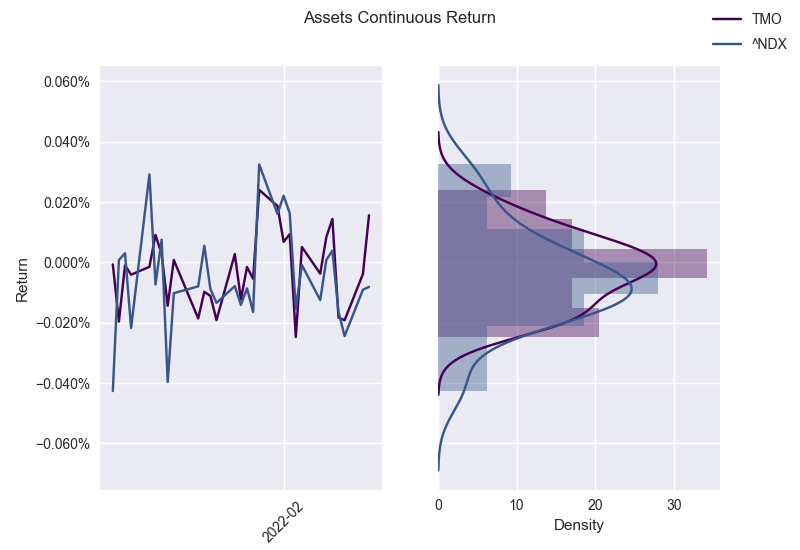 Assets Continuous Return
TMO
^NDX
0.060%
0.040%
0.020%
0.000%
−0.020%
−0.040%
−0.060%
Return
2022-02
0
10
20
30
Density